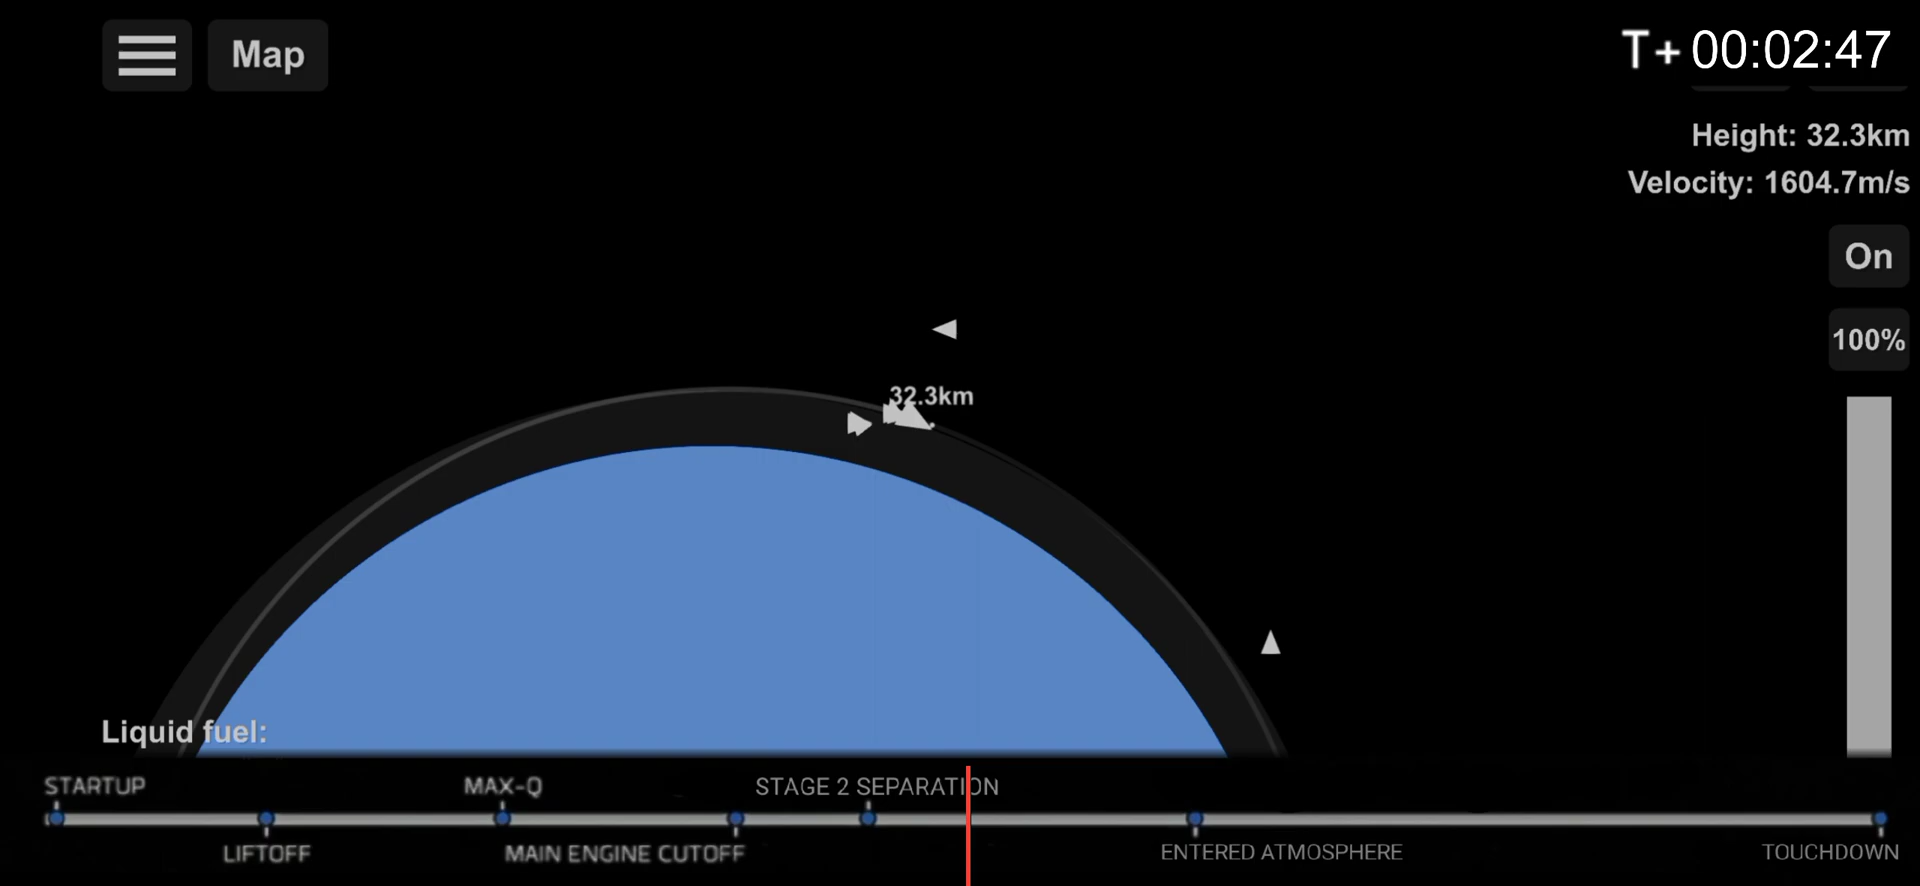 Map
T+ 00:02:47
Height: 32.3km
Velocity: 1604.7m/s
On
100%
32.3km
Liquid fuel:
STARTUP
MAX-Q
STAGE 2 SEPARATION
LIFTOFF
MAIN ENGINE CUTOFF
ENTERED ATMOSPHERE
TOUCHDOWN